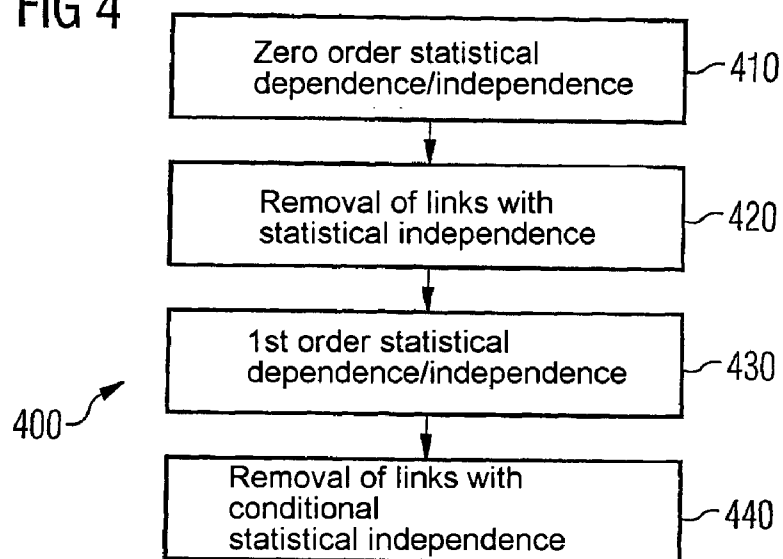 FIG 4
Zero order statistical
dependence/independence
410
Removal of links with
statistical independence
420
1st order statistical
dependence/independence
430
400
Removal of links with
conditional
statistical independence
440